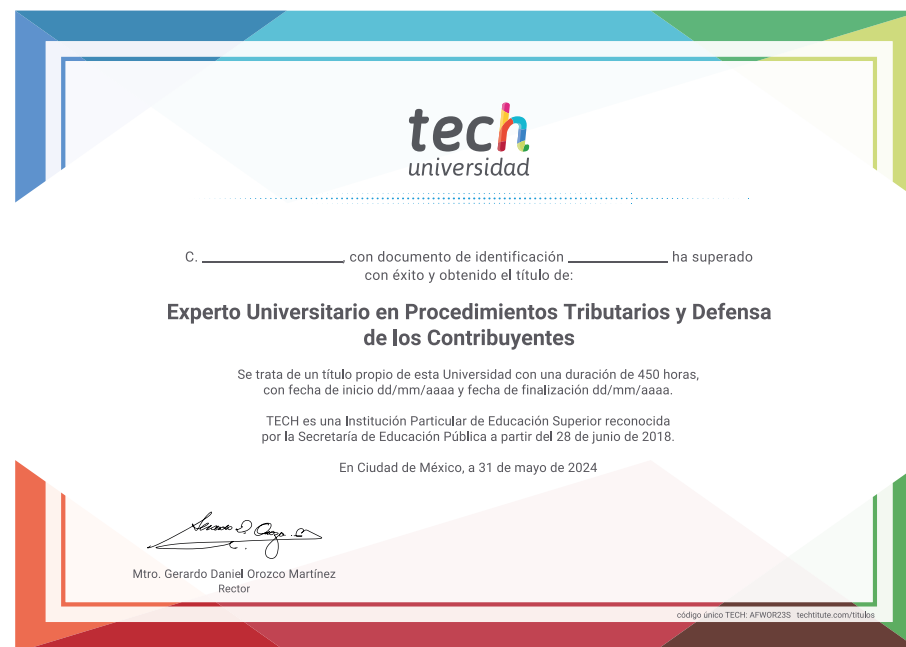 tech
universidad
C. ____________, con documento de identificación ____________ ha superado
con éxito y obtenido el título de:
Experto Universitario en Procedimientos Tributarios y Defensa
de los Contribuyentes
Se trata de un título propio de esta Universidad con una duración de 450 horas,
con fecha de inicio dd/mm/aaaa y fecha de finalización dd/mm/aaaa.
TECH es una Institución Particular de Educación Superior reconocida
por la Secretaría de Educación Pública a partir del 28 de junio de 2018.
En Ciudad de México, a 31 de mayo de 2024
Mtro. Gerardo Daniel Orozco Martínez
Rector
código único TECH: AFWOR23S techtitute.com/titulos